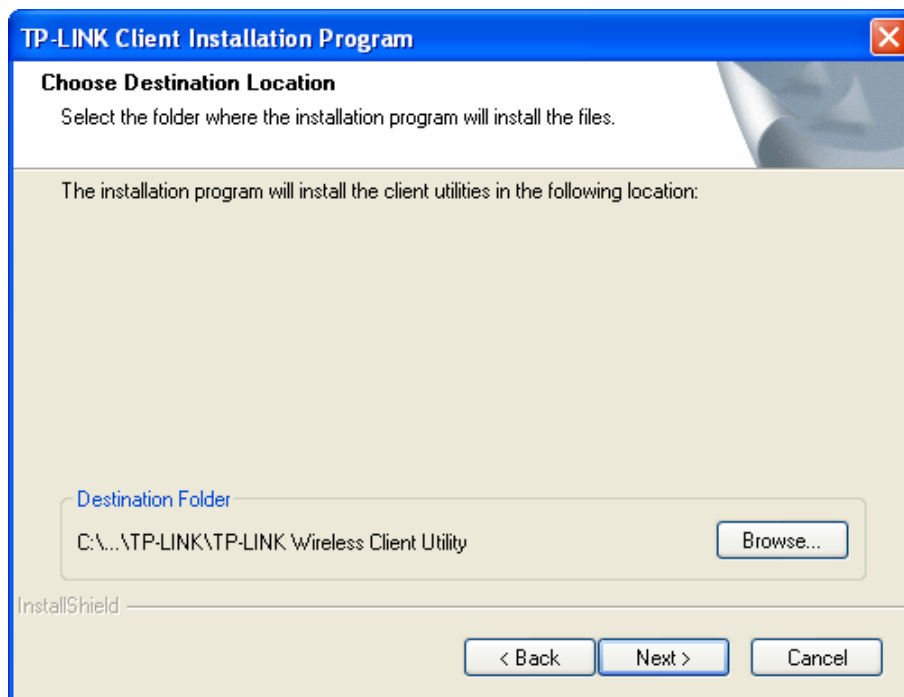 TP-LINK Client Installation Program
Choose Destination Location
Select the folder where the installation program will install the files.
The installation program will install the client utilities in the following location:
Destination Folder
C:\...\TP-LINK\TP-LINK Wireless Client Utility
Browse...
InstallShield
< Back
Next >
Cancel